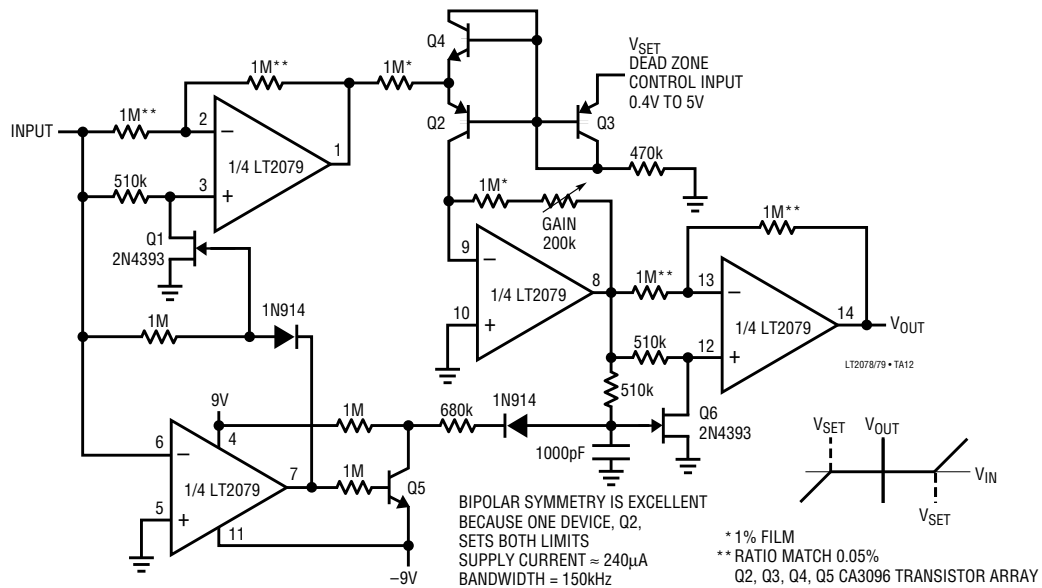 Q4
V_SET
DEAD ZONE
CONTROL INPUT
0.4V TO 5V
1M**
1M*
1M**
INPUT
2
−
1/4 LT2079
1
3
+
510k
Q1
2N4393
Q2
Q3
470k
1M*
GAIN
200k
1M**
9
−
1/4 LT2079
8
10
+
1M**
13
−
1/4 LT2079
14
V_OUT
12
+
510k
LT2078/79 • TA12
1M
1N914
510k
9V
1M
680k
1N914
Q6
2N4393
4
6
−
1/4 LT2079
7
1M
Q5
5
+
11
−9V
1000pF
BIPOLAR SYMMETRY IS EXCELLENT
BECAUSE ONE DEVICE, Q2,
SETS BOTH LIMITS
SUPPLY CURRENT ≈ 240µA
BANDWIDTH = 150kHz
V_SET
V_OUT
V_IN
V_SET
* 1% FILM
** RATIO MATCH 0.05%
Q2, Q3, Q4, Q5 CA3096 TRANSISTOR ARRAY